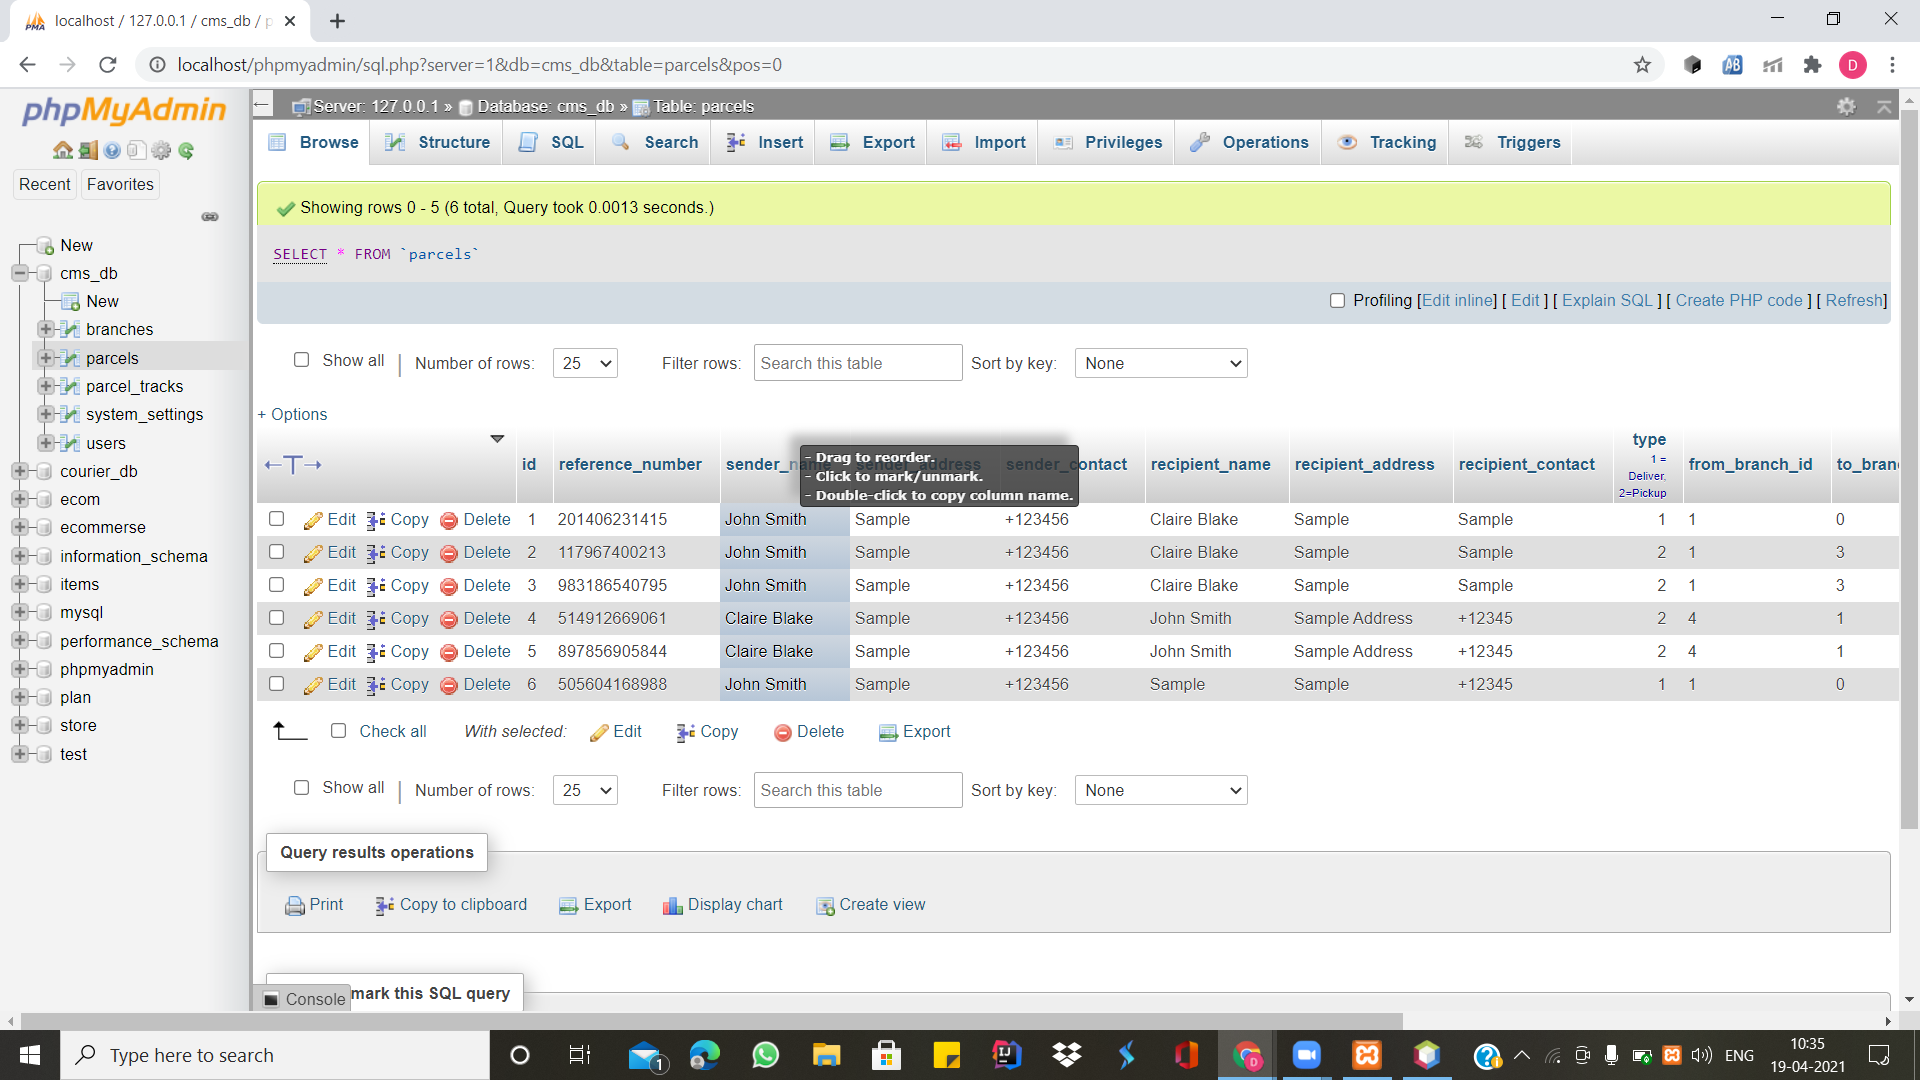 localhost / 127.0.0.1 / cms_db / p
localhost/phpmyadmin/sql.php?server=1&db=cms_db&table=parcels&pos=0
AB
D
phpMyAdmin
Recent
Favorites
New
cms_db
New
branches
parcels
parcel_tracks
system_settings
users
courier_db
ecom
ecommerse
information_schema
items
mysql
performance_schema
phpmyadmin
plan
store
test
Server: 127.0.0.1 » Database: cms_db » Table: parcels
Browse Structure SQL Search Insert Export Import Privileges Operations Tracking Triggers
Showing rows 0 - 5 (6 total, Query took 0.0013 seconds.)
SELECT * FROM `parcels`
Profiling [Edit inline] [ Edit ] [ Explain SQL ] [ Create PHP code ] [ Refresh]
Show all | Number of rows: 25 Filter rows: Search this table Sort by key: None
+ Options
←T→ id reference_number sender_name sender_address sender_contact recipient_name recipient_address recipient_contact type 1 = Deliver, 2=Pickup from_branch_id to_bran
- Drag to reorder.
- Click to mark/unmark.
- Double-click to copy column name.
Edit Copy Delete 1 201406231415 John Smith Sample +123456 Claire Blake Sample Sample 1 1 0
Edit Copy Delete 2 117967400213 John Smith Sample +123456 Claire Blake Sample Sample 2 1 3
Edit Copy Delete 3 983186540795 John Smith Sample +123456 Claire Blake Sample Sample 2 1 3
Edit Copy Delete 4 514912669061 Claire Blake Sample +123456 John Smith Sample Address +12345 2 4 1
Edit Copy Delete 5 897856905844 Claire Blake Sample +123456 John Smith Sample Address +12345 2 4 1
Edit Copy Delete 6 505604168988 John Smith Sample +123456 Sample Sample +12345 1 1 0
Check all With selected: Edit Copy Delete Export
Show all | Number of rows: 25 Filter rows: Search this table Sort by key: None
Query results operations
Print Copy to clipboard Export Display chart Create view
Console
mark this SQL query
Type here to search
1
ENG
10:35
19-04-2021